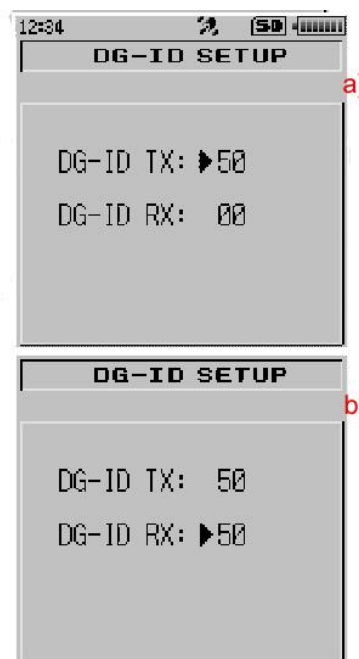 12:34 SD
DG-ID SETUP
a)
DG-ID TX: 50
DG-ID RX: 00
DG-ID SETUP
b
DG-ID TX: 50
DG-ID RX: 50